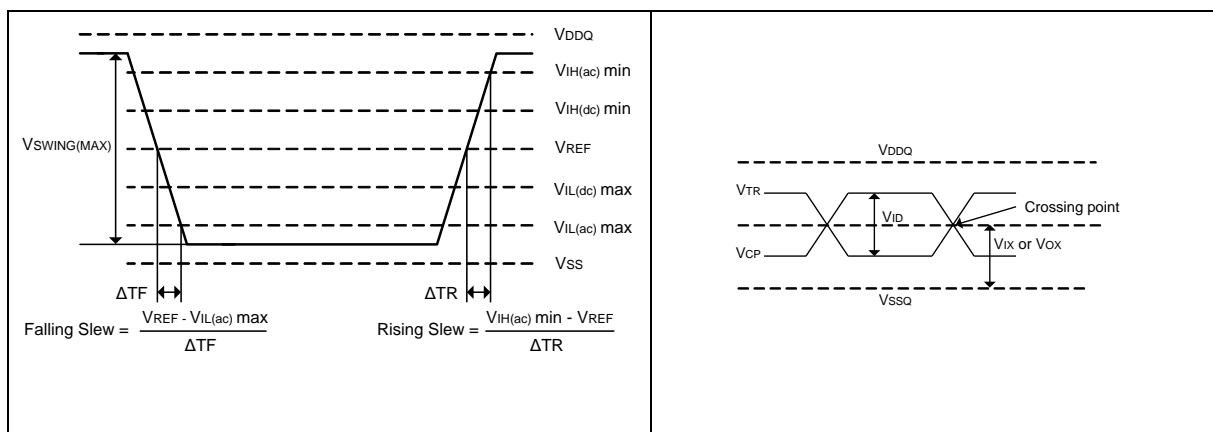 VDDQ
VIH(ac) min
VIH(dc) min
VSWING(MAX)
VREF
VIL(dc) max
VIL(ac) max
VSS
ΔTF
ΔTR
Falling Slew = VREF - VIL(ac) max
ΔTF
Rising Slew = VIH(ac) min - VREF
ΔTR
VDDQ
VTR
VID
Crossing point
VIX or VOX
VCP
VSSQ